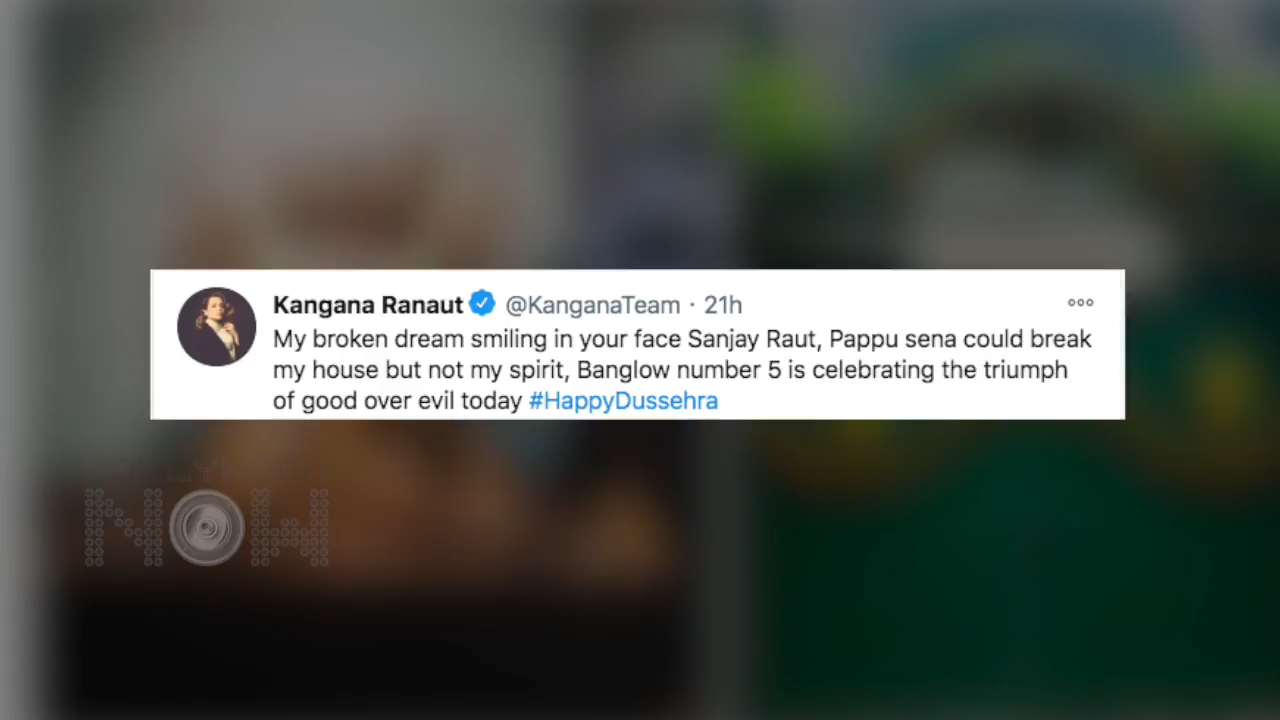 Kangana Ranaut @KanganaTeam · 21h
My broken dream smiling in your face Sanjay Raut, Pappu sena could break
my house but not my spirit, Banglow number 5 is celebrating the triumph
of good over evil today #HappyDussehra
NOW